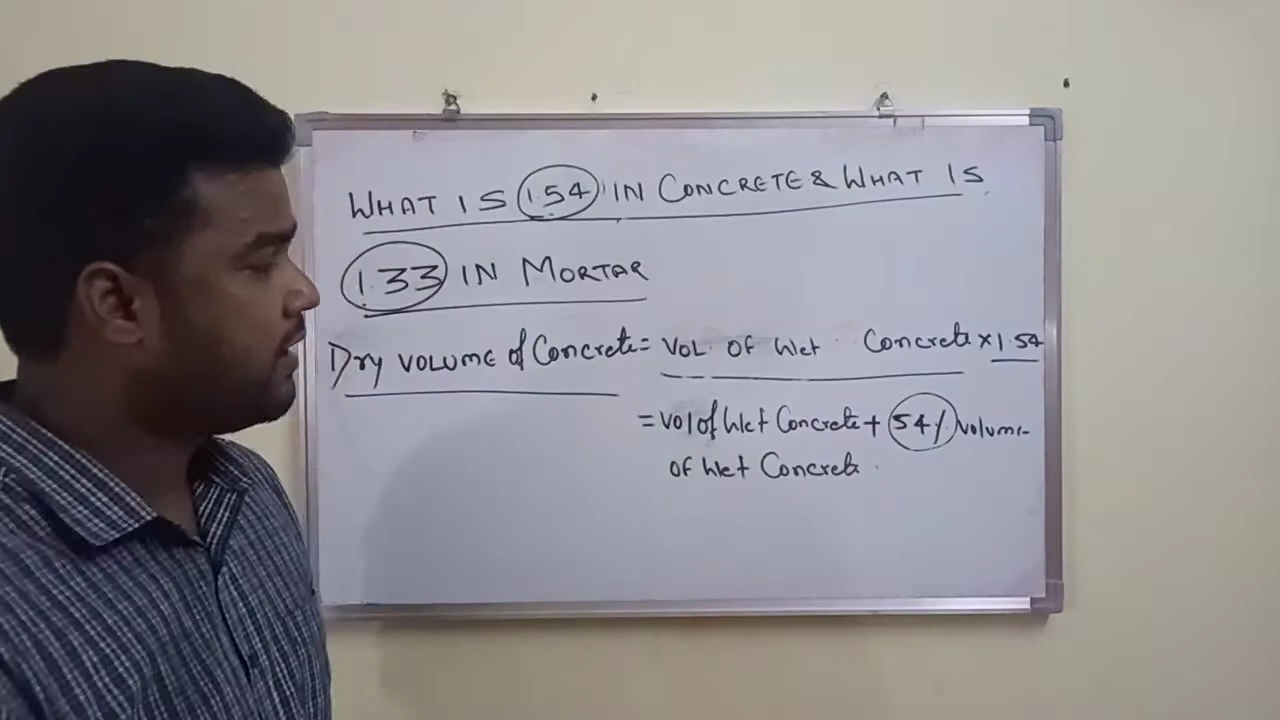 WHAT IS 1.54 IN CONCRETE & WHAT IS
1.33 IN MORTAR
Dry VOLUME of Concrete = VOL. OF Wet Concrete × 1.54
= Vol of Wet Concrete + 54% Volume
OF Wet Concrete.